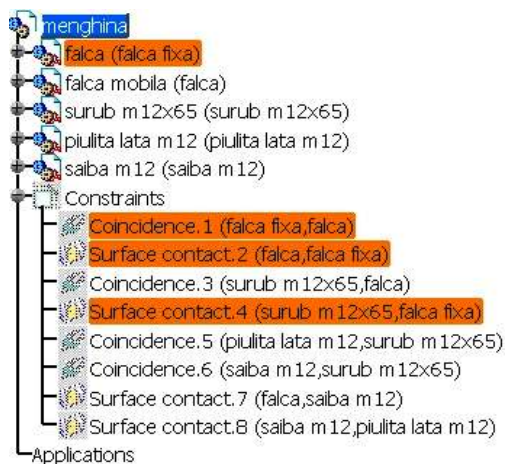 menghina
falca (falca fixa)
falca mobila (falca)
surub m12x65 (surub m12x65)
piulita lata m12 (piulita lata m12)
saiba m12 (saiba m12)
Constraints
Coincidence.1 (falca fixa,falca)
Surface contact.2 (falca,falca fixa)
Coincidence.3 (surub m12x65,falca)
Surface contact.4 (surub m12x65,falca fixa)
Coincidence.5 (piulita lata m12,surub m12x65)
Coincidence.6 (saiba m12,surub m12x65)
Surface contact.7 (falca,saiba m12)
Surface contact.8 (saiba m12,piulita lata m12)
Applications